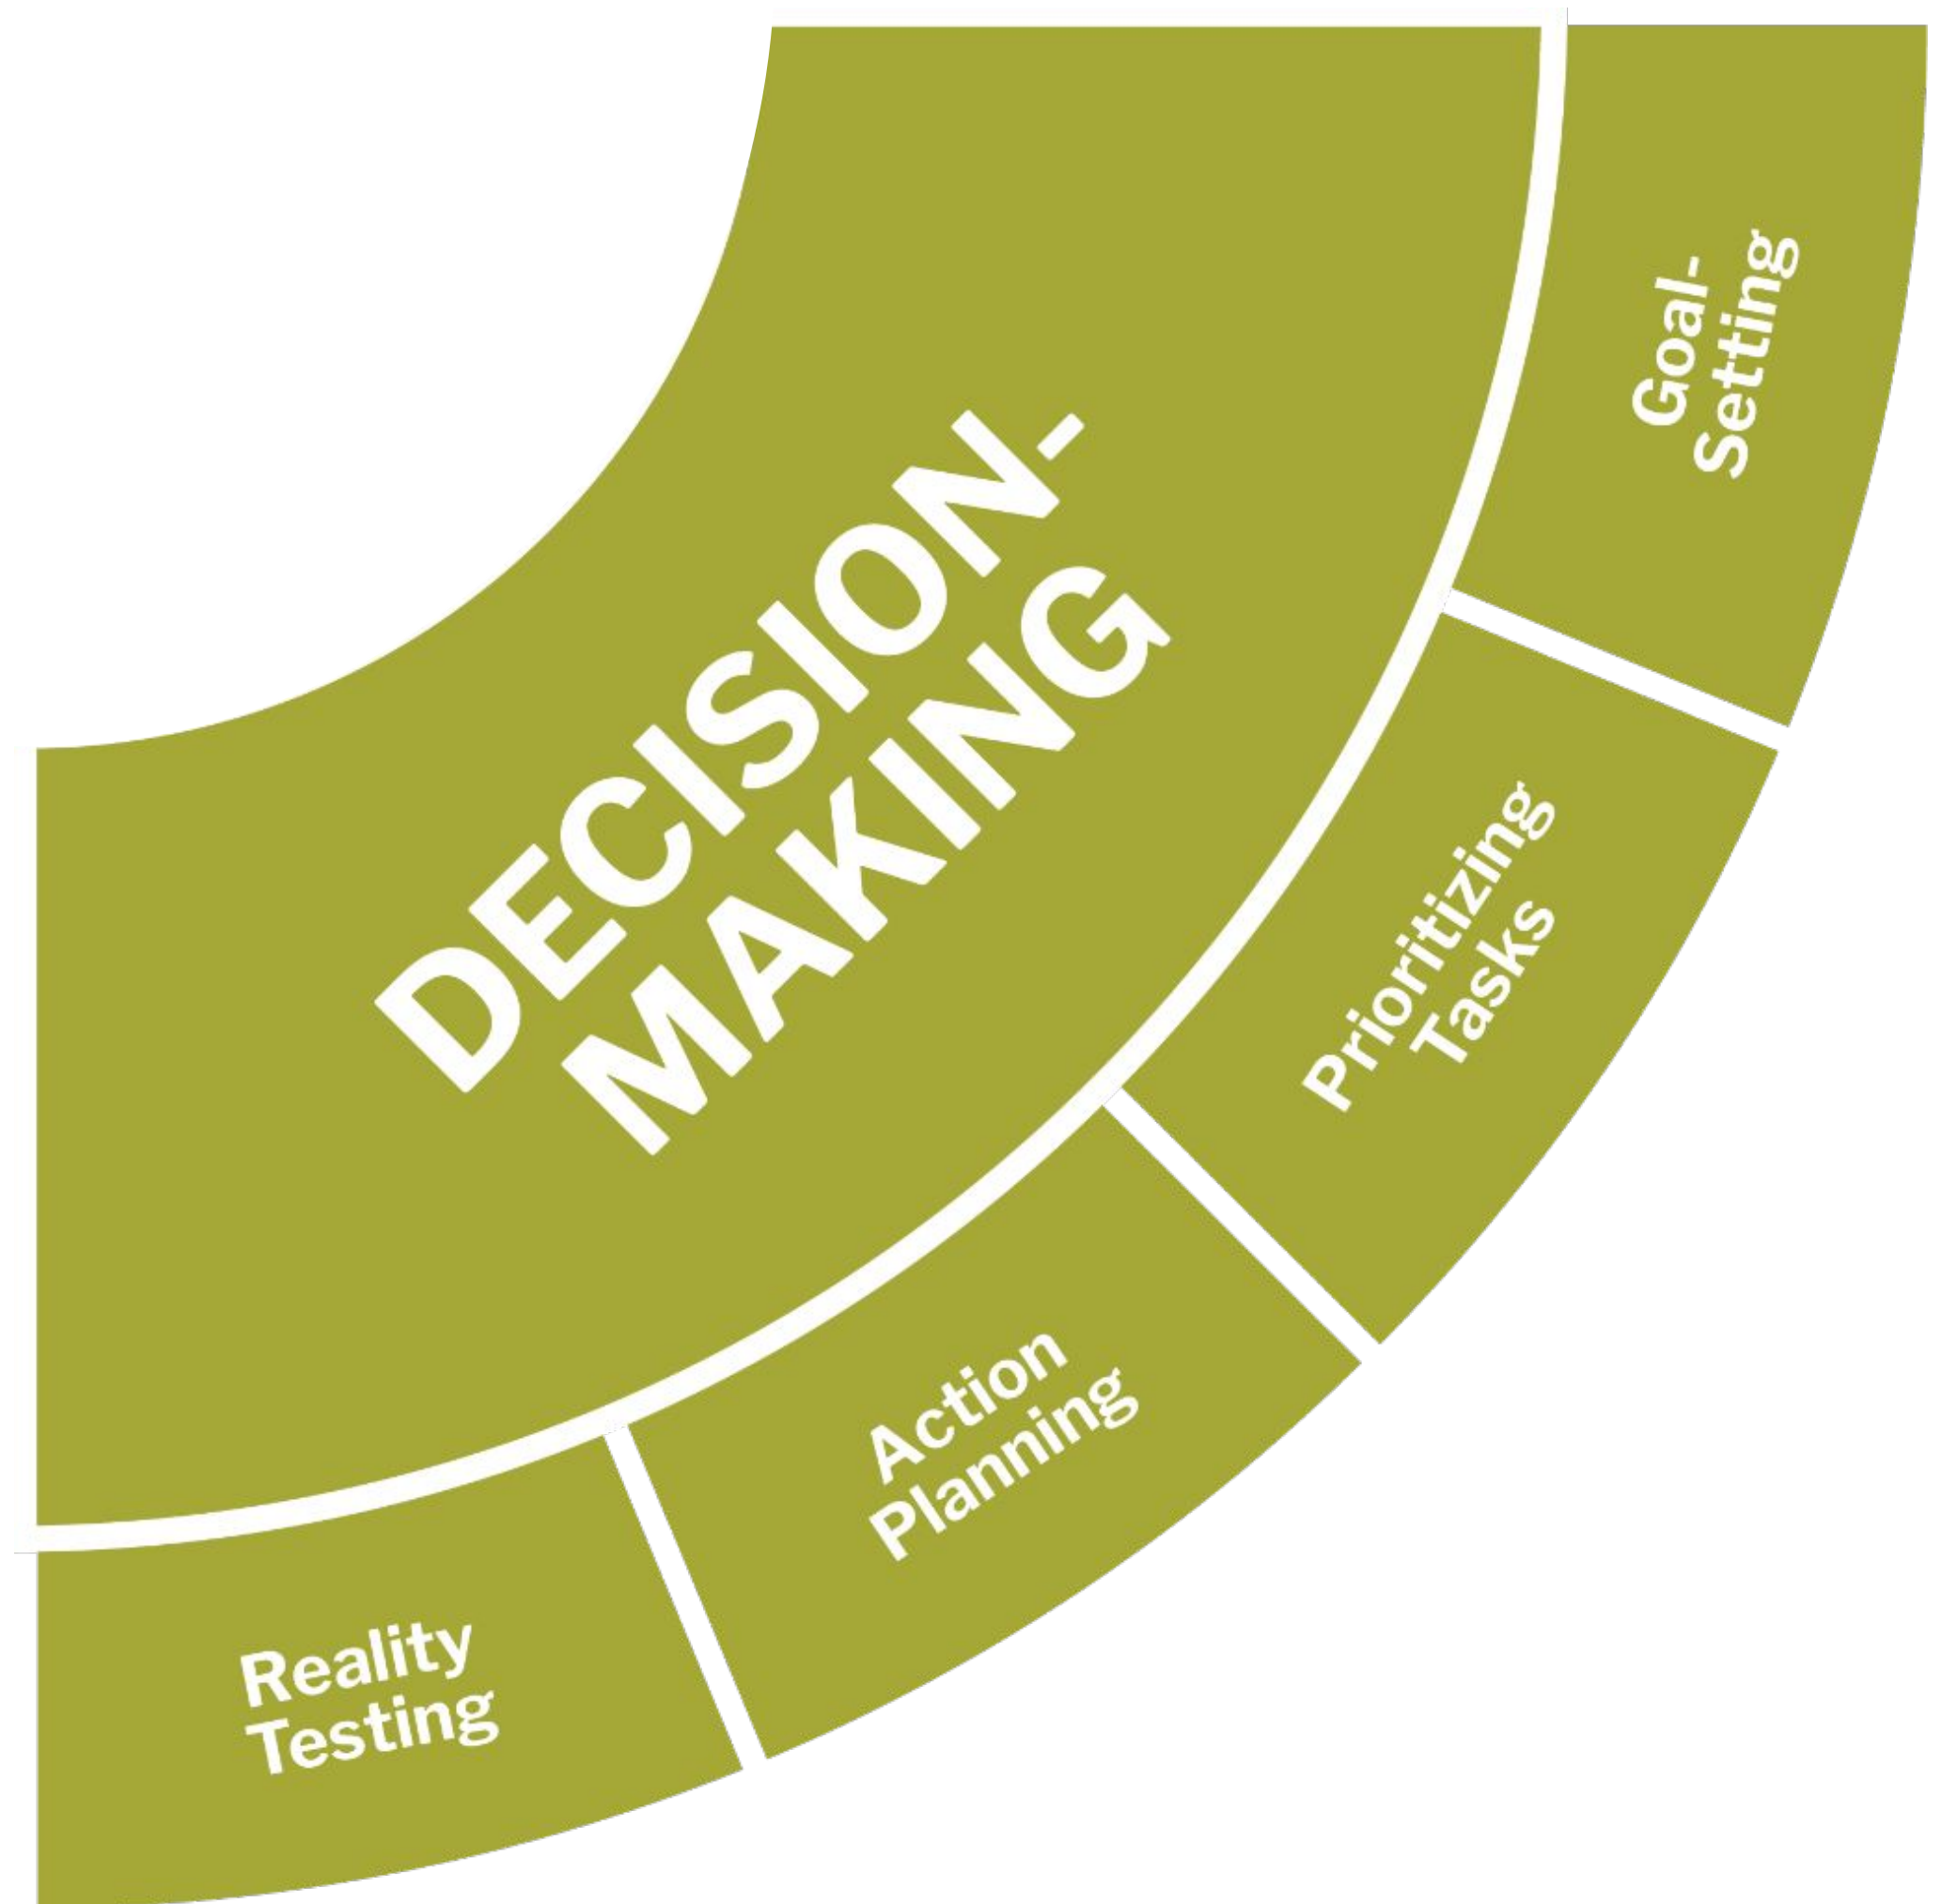 DECISION-
MAKING
Goal-
Setting
Prioritizing
Tasks
Action
Planning
Reality
Testing